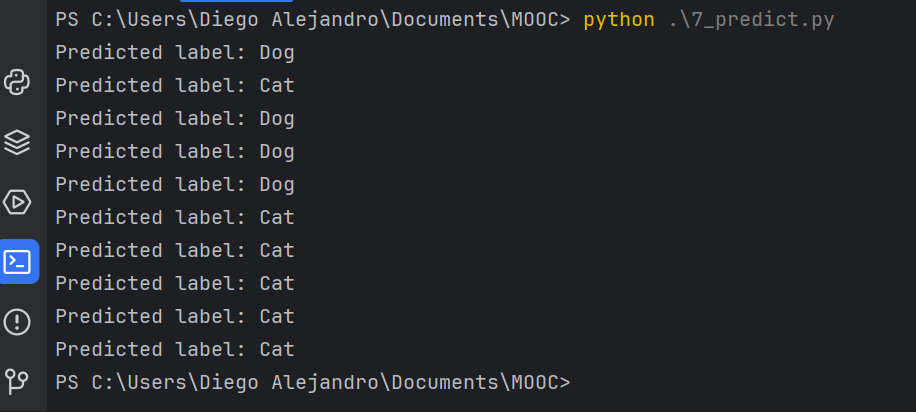 PS C:\Users\Diego Alejandro\Documents\MOOC> python .\7_predict.py
Predicted label: Dog
Predicted label: Cat
Predicted label: Dog
Predicted label: Dog
Predicted label: Dog
Predicted label: Cat
Predicted label: Cat
Predicted label: Cat
Predicted label: Cat
Predicted label: Cat
PS C:\Users\Diego Alejandro\Documents\MOOC>